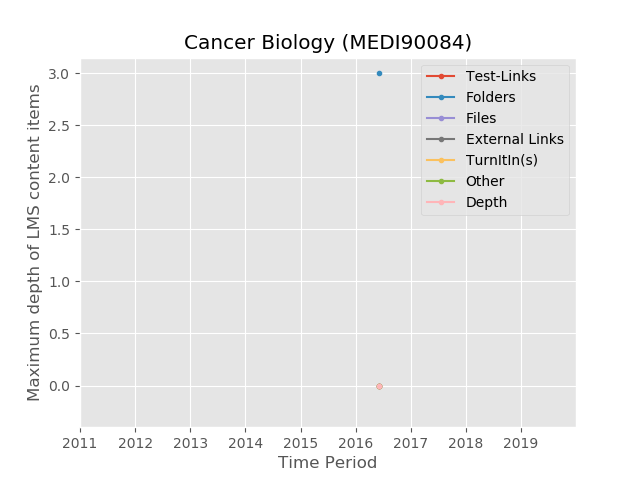 Cancer Biology (MEDI90084)
Maximum depth of LMS content items
3.0
2.5
2.0
1.5
1.0
0.5
0.0
Test-Links
Folders
Files
External Links
TurnItIn(s)
Other
Depth
2011 2012 2013 2014 2015 2016 2017 2018 2019
Time Period